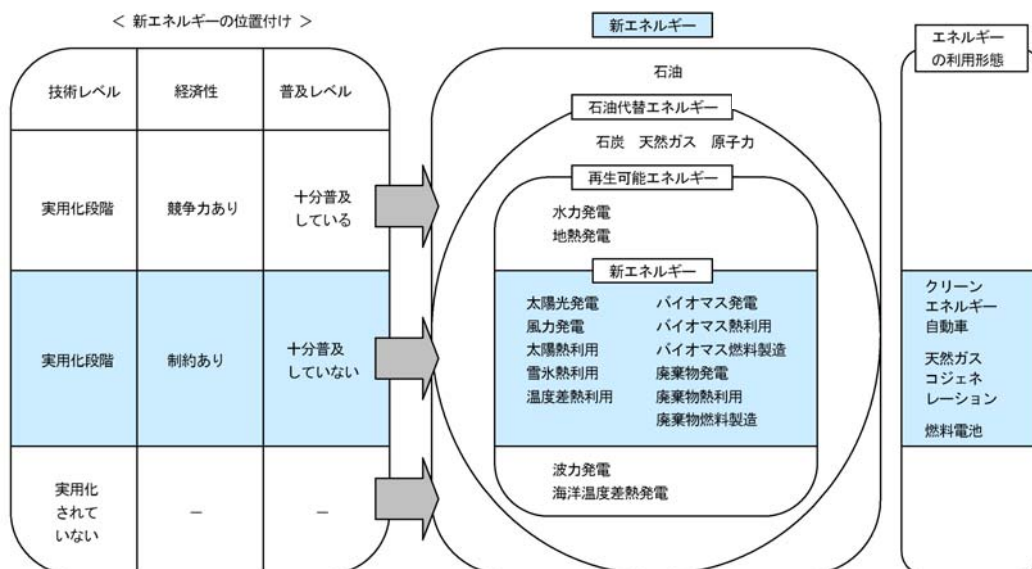 ＜ 新エネルギーの位置付け ＞
技術レベル
経済性
普及レベル
実用化段階
競争力あり
十分普及
している
実用化段階
制約あり
十分普及
していない
実用化
されて
いない
－
－
新エネルギー
石油
石油代替エネルギー
石炭 天然ガス 原子力
再生可能エネルギー
水力発電
地熱発電
新エネルギー
太陽光発電
風力発電
太陽熱利用
雪氷熱利用
温度差熱利用
バイオマス発電
バイオマス熱利用
バイオマス燃料製造
廃棄物発電
廃棄物熱利用
廃棄物燃料製造
波力発電
海洋温度差熱発電
エネルギー
の利用形態
クリーン
エネルギー
自動車
天然ガス
コジェネ
レーション
燃料電池